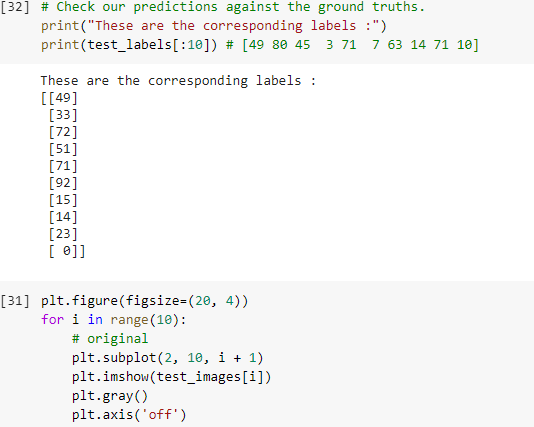 [32] # Check our predictions against the ground truths.
print("These are the corresponding labels :")
print(test_labels[:10]) # [49 80 45  3 71  7 63 14 71 10]
These are the corresponding labels :
[[49]
[33]
[72]
[51]
[71]
[92]
[15]
[14]
[23]
[ 0]]
[31] plt.figure(figsize=(20, 4))
for i in range(10):
# original
plt.subplot(2, 10, i + 1)
plt.imshow(test_images[i])
plt.gray()
plt.axis('off')